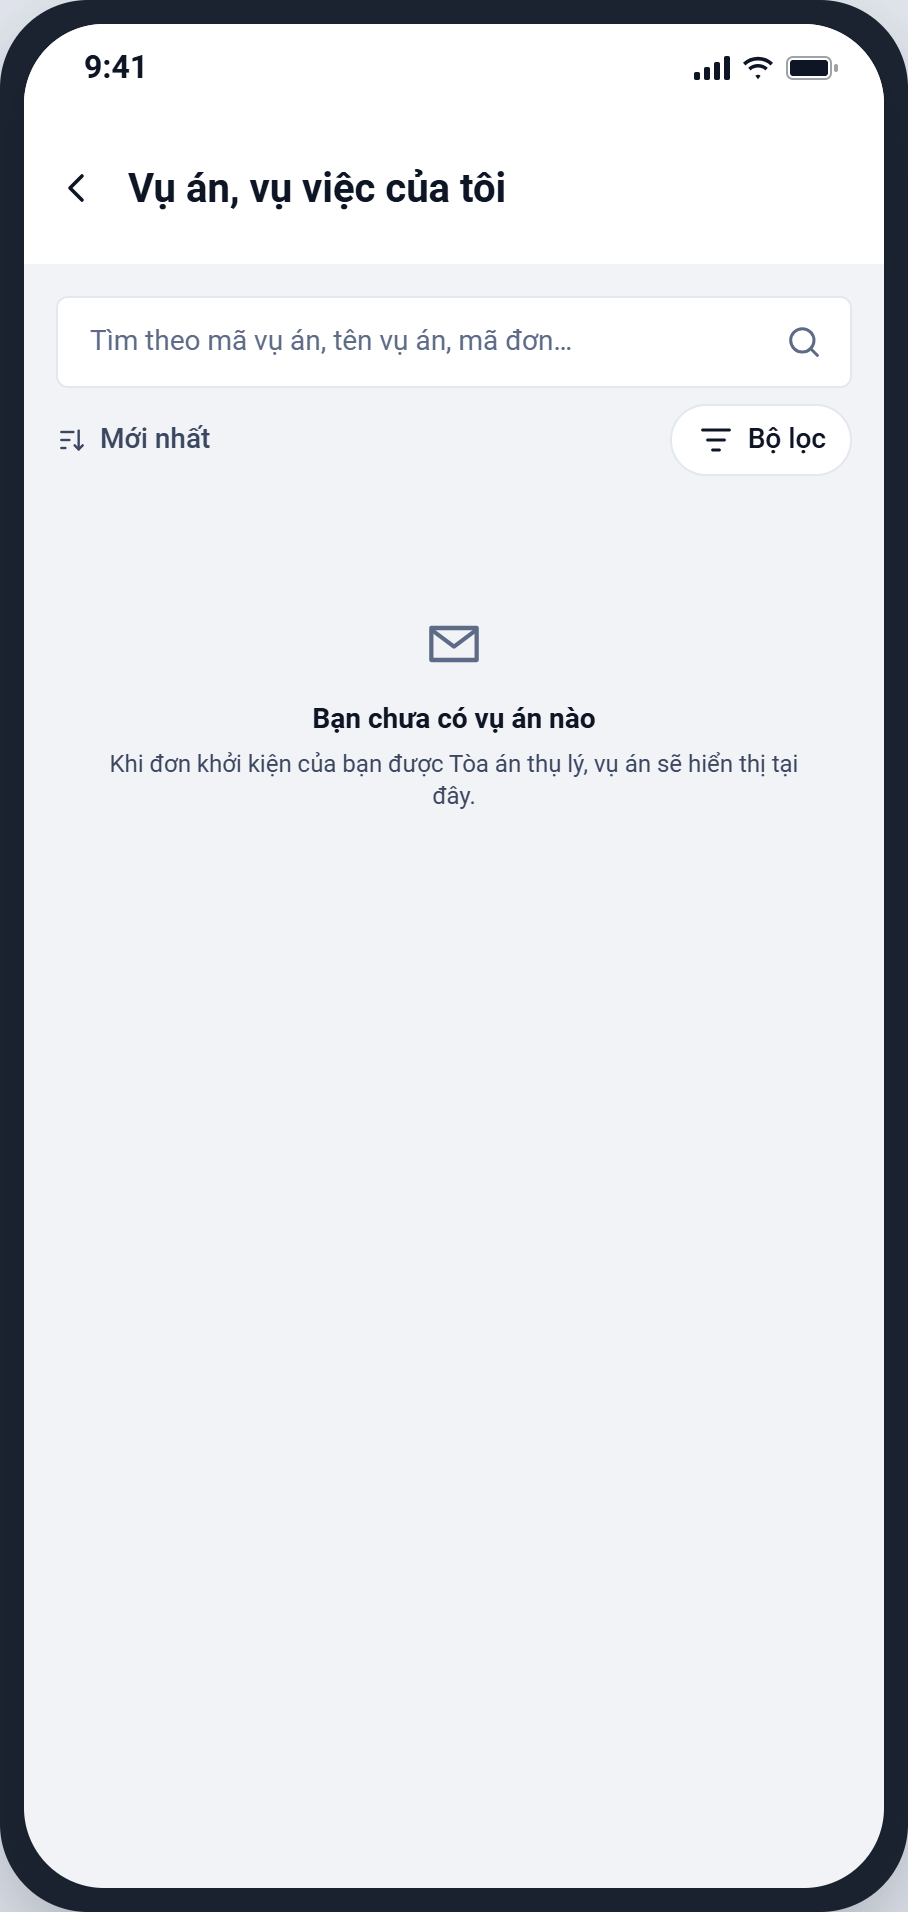 9:41
Vụ án, vụ việc của tôi
Tìm theo mã vụ án, tên vụ án, mã đơn...
Mới nhất
Bộ lọc
Bạn chưa có vụ án nào
Khi đơn khởi kiện của bạn được Tòa án thụ lý, vụ án sẽ hiển thị tại
đây.